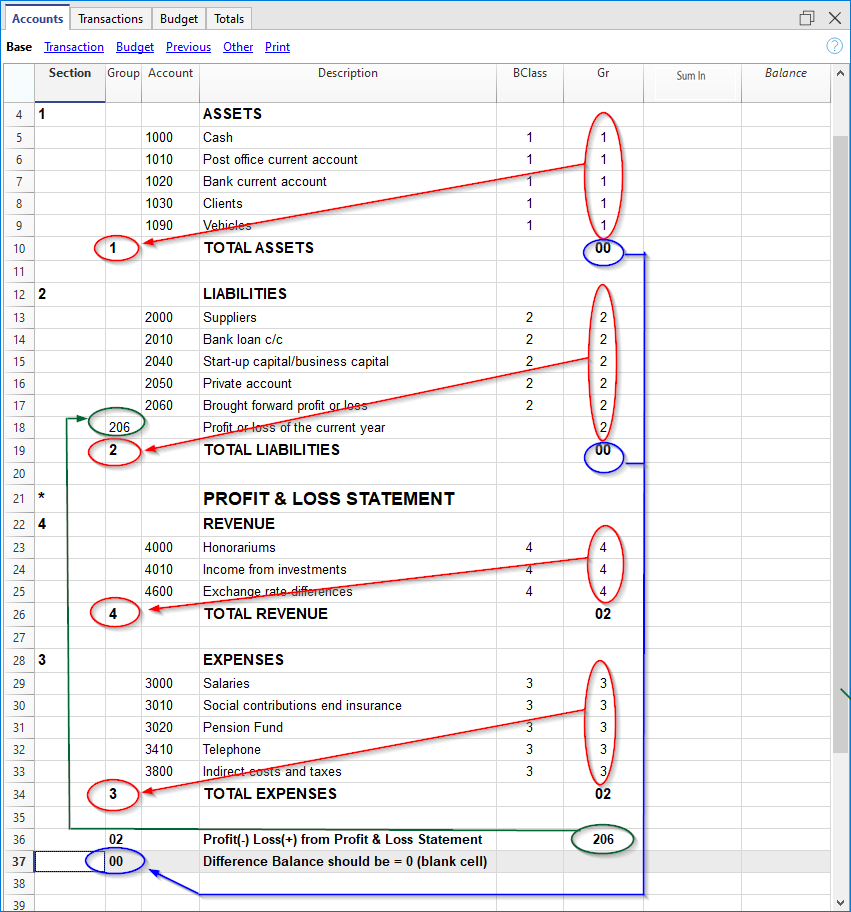 Accounts Transactions Budget Totals
Base Transaction Budget Previous Other Print ?
Section Group Account Description BClass Gr Sum In Balance
4 1 ASSETS
5 1000 Cash 1 1
6 1010 Post office current account 1 1
7 1020 Bank current account 1 1
8 1030 Clients 1 1
9 1090 Vehicles 1 1
10 1 TOTAL ASSETS 00
11
12 2 LIABILITIES
13 2000 Suppliers 2 2
14 2010 Bank loan c/c 2 2
15 2040 Start-up capital/business capital 2 2
16 2050 Private account 2 2
17 2060 Brought forward profit or loss 2 2
18 206 Profit or loss of the current year 2
19 2 TOTAL LIABILITIES 00
20
21 * PROFIT & LOSS STATEMENT
22 4 REVENUE
23 4000 Honorariums 4 4
24 4010 Income from investments 4 4
25 4600 Exchange rate differences 4 4
26 4 TOTAL REVENUE 02
27
28 3 EXPENSES
29 3000 Salaries 3 3
30 3010 Social contributions end insurance 3 3
31 3020 Pension Fund 3 3
32 3410 Telephone 3 3
33 3800 Indirect costs and taxes 3 3
34 3 TOTAL EXPENSES 02
35
36 02 Profit(-) Loss(+) from Profit & Loss Statement 206
37 00 Difference Balance should be = 0 (blank cell)
38
39